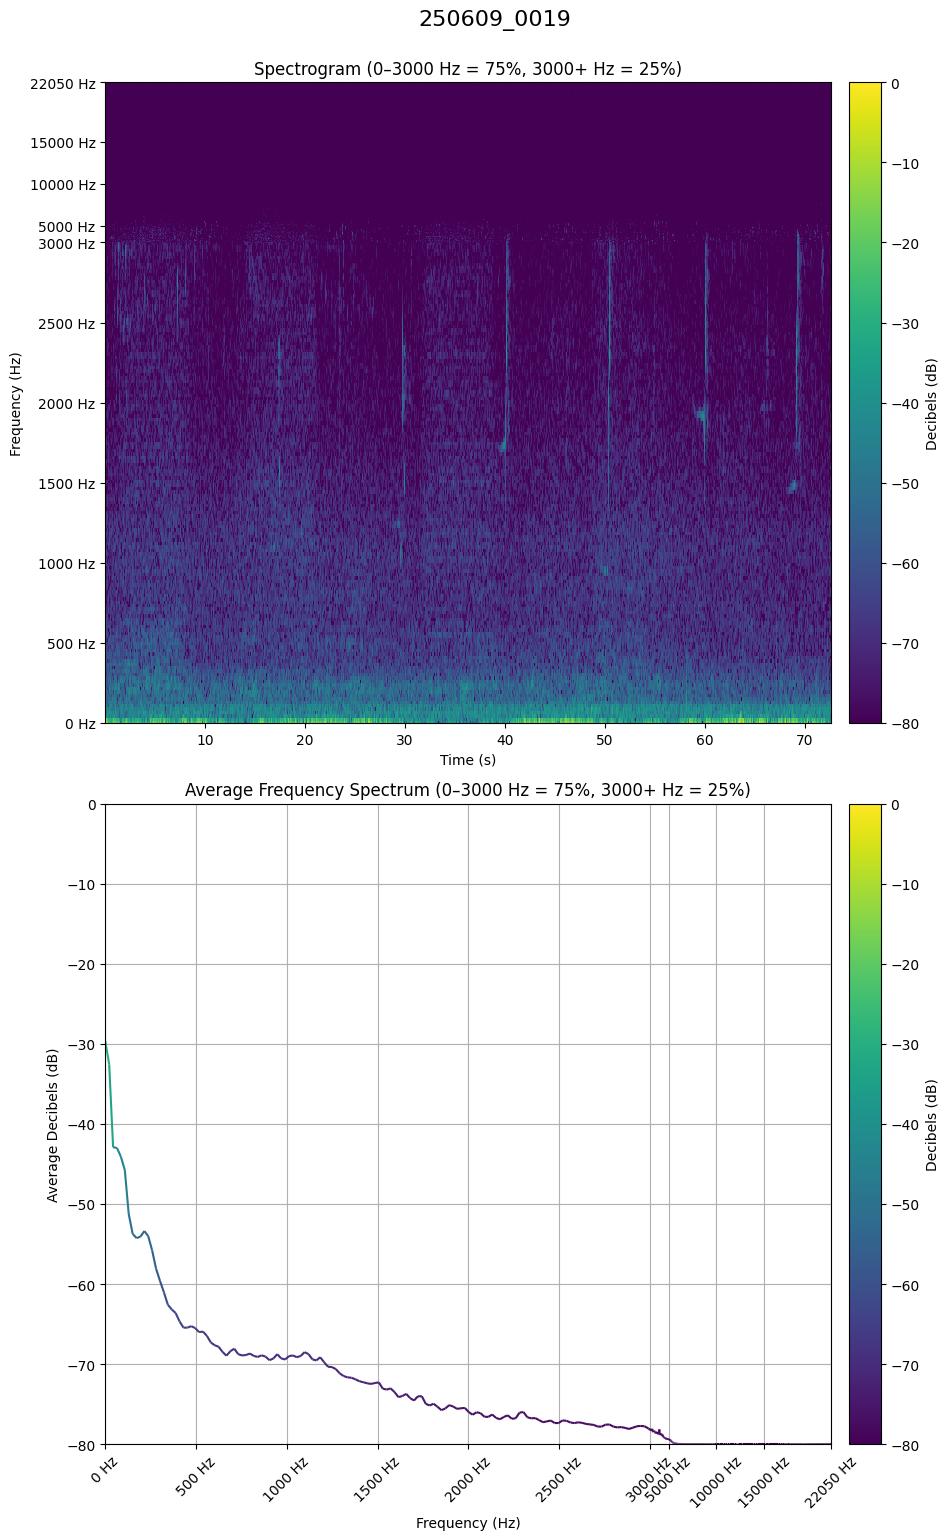 250609_0019
Spectrogram (0–3000 Hz = 75%, 3000+ Hz = 25%)
22050 Hz
15000 Hz
10000 Hz
5000 Hz
3000 Hz
2500 Hz
2000 Hz
1500 Hz
1000 Hz
500 Hz
0 Hz
Frequency (Hz)
10
20
30
40
50
60
70
Time (s)
0
−10
−20
−30
−40
−50
−60
−70
−80
Decibels (dB)
Average Frequency Spectrum (0–3000 Hz = 75%, 3000+ Hz = 25%)
0
−10
−20
−30
−40
−50
−60
−70
−80
Average Decibels (dB)
0 Hz
500 Hz
1000 Hz
1500 Hz
2000 Hz
2500 Hz
3000 Hz
5000 Hz
10000 Hz
15000 Hz
22050 Hz
Frequency (Hz)
0
−10
−20
−30
−40
−50
−60
−70
−80
Decibels (dB)